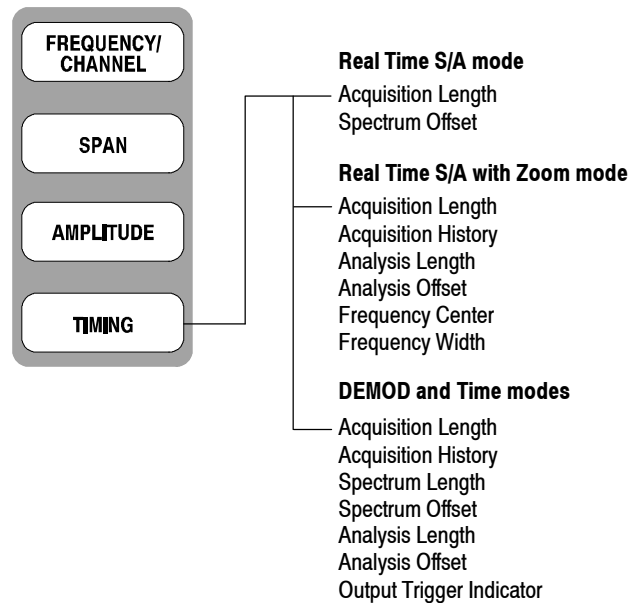 FREQUENCY/
CHANNEL
SPAN
AMPLITUDE
TIMING
Real Time S/A mode
Acquisition Length
Spectrum Offset
Real Time S/A with Zoom mode
Acquisition Length
Acquisition History
Analysis Length
Analysis Offset
Frequency Center
Frequency Width
DEMOD and Time modes
Acquisition Length
Acquisition History
Spectrum Length
Spectrum Offset
Analysis Length
Analysis Offset
Output Trigger Indicator